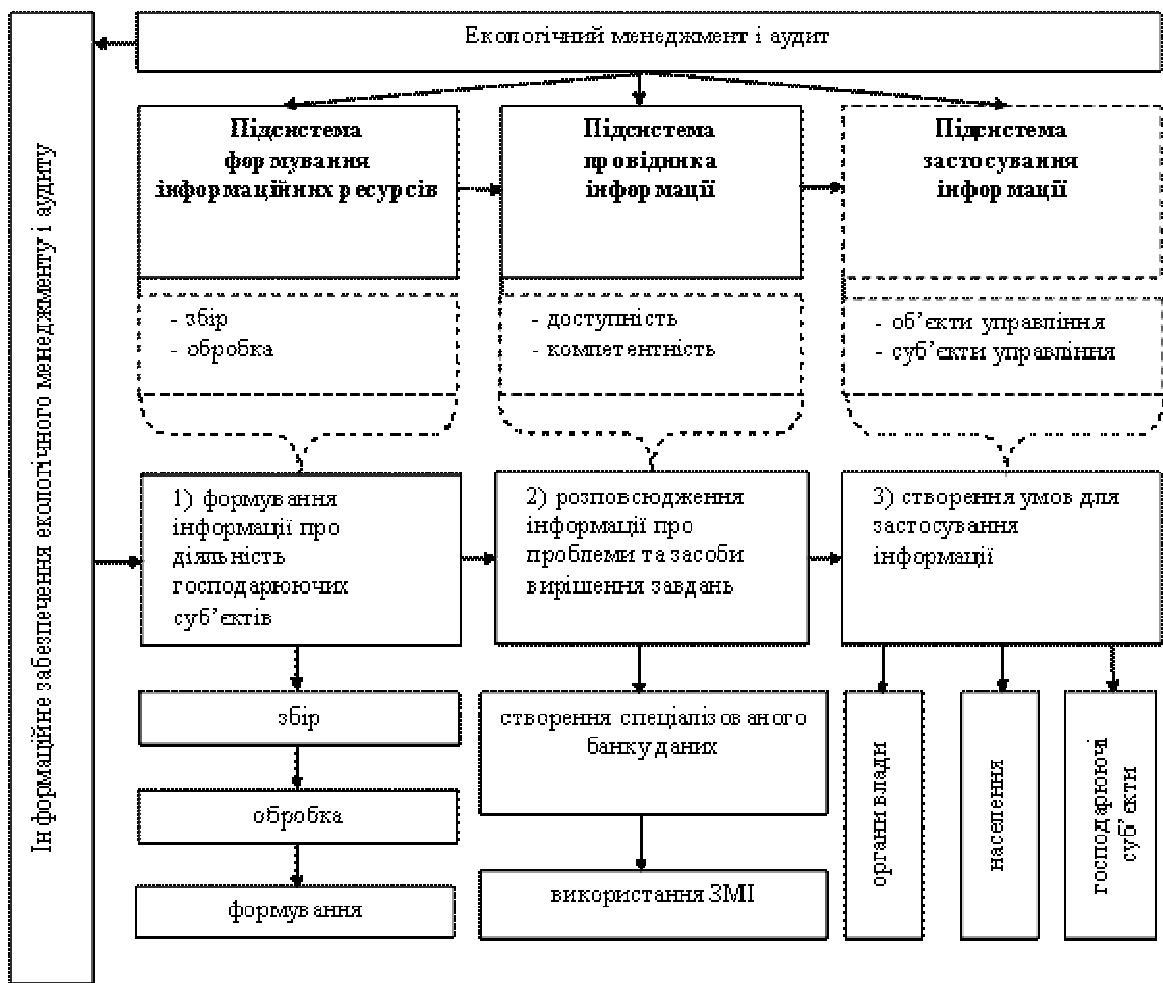 Екологічний менеджмент і аудит
Інформаційне забезпечення екологічного менеджменту і аудиту
Підсистема
формування
інформаційних ресурсів
Підсистема
провідника
інформації
Підсистема
застосування
інформації
- збір
- обробка
- доступність
- компетентність
- об’єкти управління
- суб’єкти управління
1) формування
інформації про
діяльність
господарюючих
суб’єктів
2) розповсюдження
інформації про
проблеми та засоби
вирішення завдань
3) створення умов для
застосування
інформації
збір
обробка
формування
створення спеціалізованого
банку даних
використання ЗМІ
органи влади
населення
господарюючі
суб’єкти